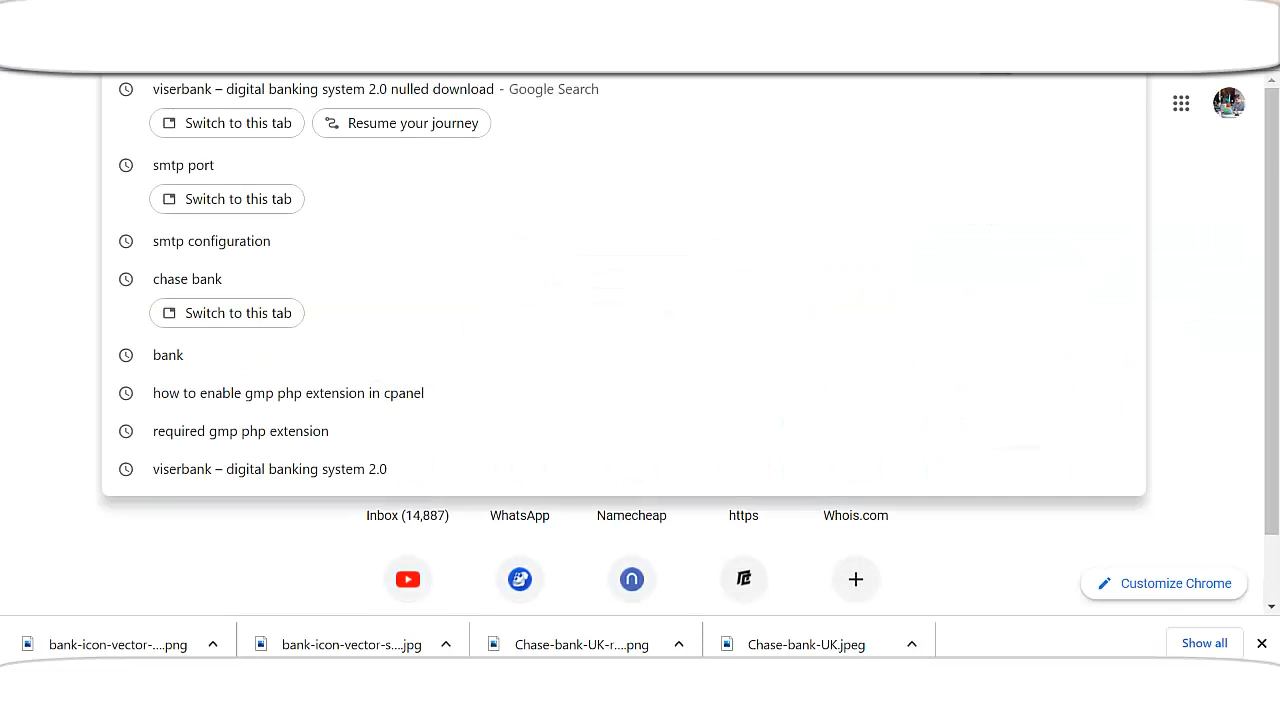 viserbank – digital banking system 2.0 nulled download - Google Search
Switch to this tab Resume your journey
smtp port
Switch to this tab
smtp configuration
chase bank
Switch to this tab
bank
how to enable gmp php extension in cpanel
required gmp php extension
viserbank – digital banking system 2.0
Inbox (14,887) WhatsApp Namecheap https Whois.com
Customize Chrome
bank-icon-vector-....png bank-icon-vector-s....jpg Chase-bank-UK-r....png Chase-bank-UK.jpeg Show all